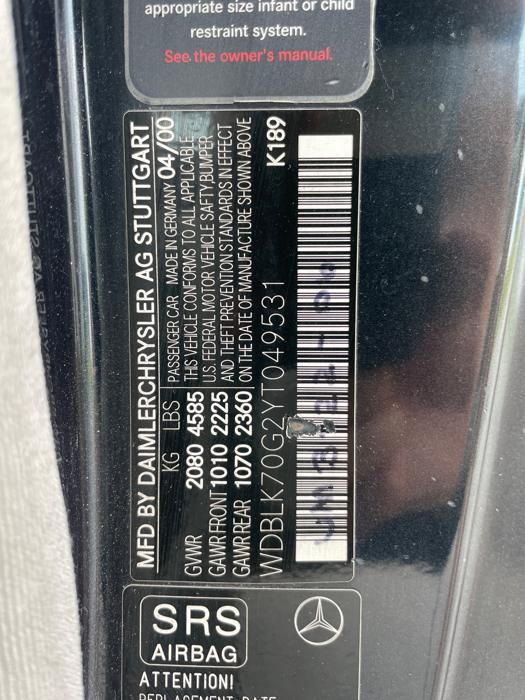 appropriate size infant or child
restraint system.
See the owner's manual.
MFD BY DAIMLERCHRYSLER AG STUTTGART
KG LBS PASSENGER CAR MADE IN GERMANY 04/00
GVWR 2080 4585 THIS VEHICLE CONFORMS TO ALL APPLICABLE
U.S. FEDERAL MOTOR VEHICLE SAFTY,BUMPER
GAWR FRONT 1010 2225 AND THEFT PREVENTION STANDARDS IN EFFECT
GAWR REAR 1070 2360 ON THE DATE OF MANUFACTURE SHOWN ABOVE
WDBLK70G2YT049531 K189
SRS
AIRBAG
ATTENTION!
REPLACEMENT DATE